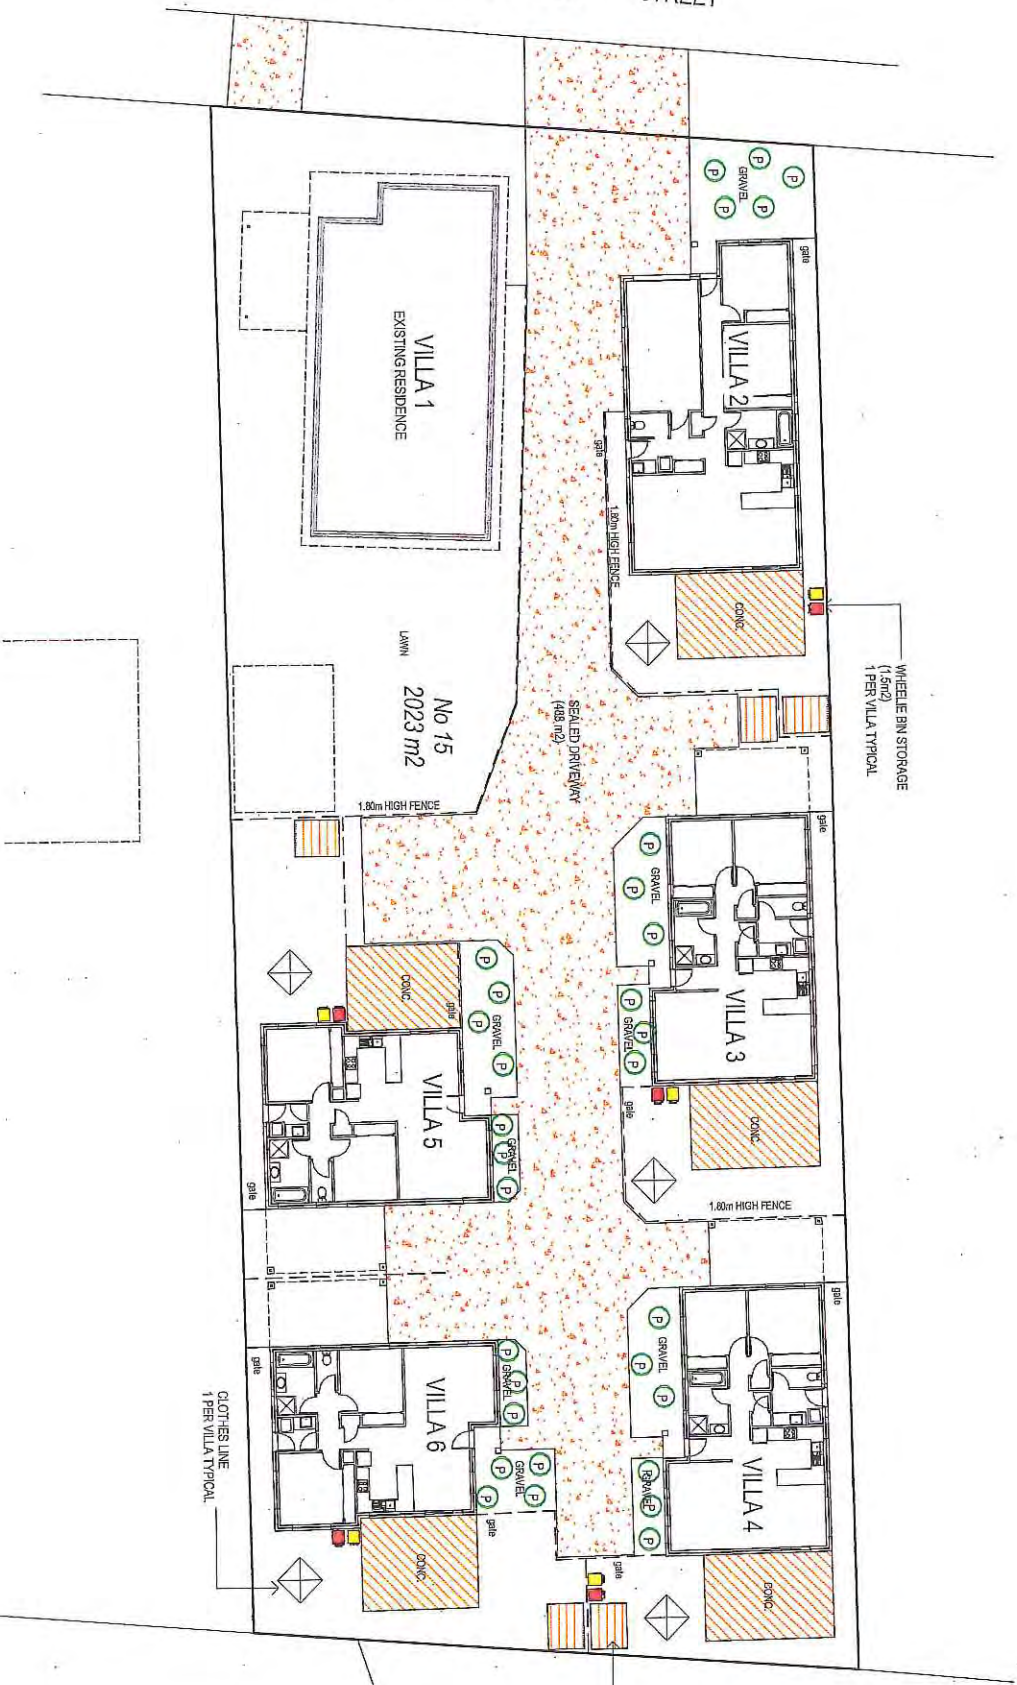 gate
P
P
P
P
P
GRAVEL
VILLA 2
gate
1.80m HIGH FENCE
CONC.
WHEELIE BIN STORAGE
(1.5m2)
1 PER VILLA TYPICAL
VILLA 1
EXISTING RESIDENCE
LAWN
No 15
2023 m2
SEALED DRIVEWAY
(488 m2)
1.80m HIGH FENCE
gate
P
GRAVEL
P
P
VILLA 3
P
P
GRAVEL
P
gate
CONC.
1.80m HIGH FENCE
CONC.
gate
P
P
P
GRAVEL
P
VILLA 5
P
GRAVEL
P
P
gate
gate
P
GRAVEL
P
P
VILLA 4
P
P
gate
CONC.
gate
P
GRAVEL
P
P
VILLA 6
P
P
GRAVEL
P
P
gate
CONC.
CLOTHES LINE
1 PER VILLA TYPICAL